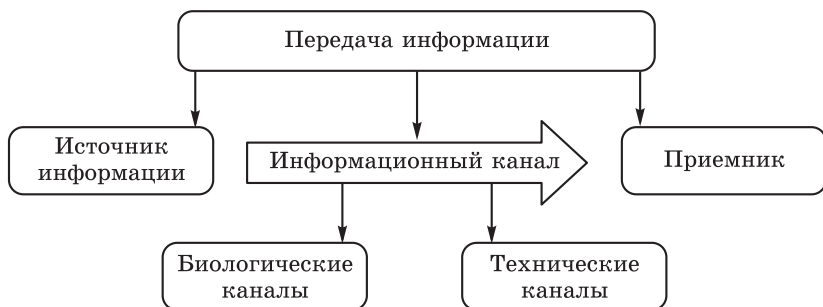 Передача информации
Источник
информации
Информационный канал
Приемник
Биологические
каналы
Технические
каналы